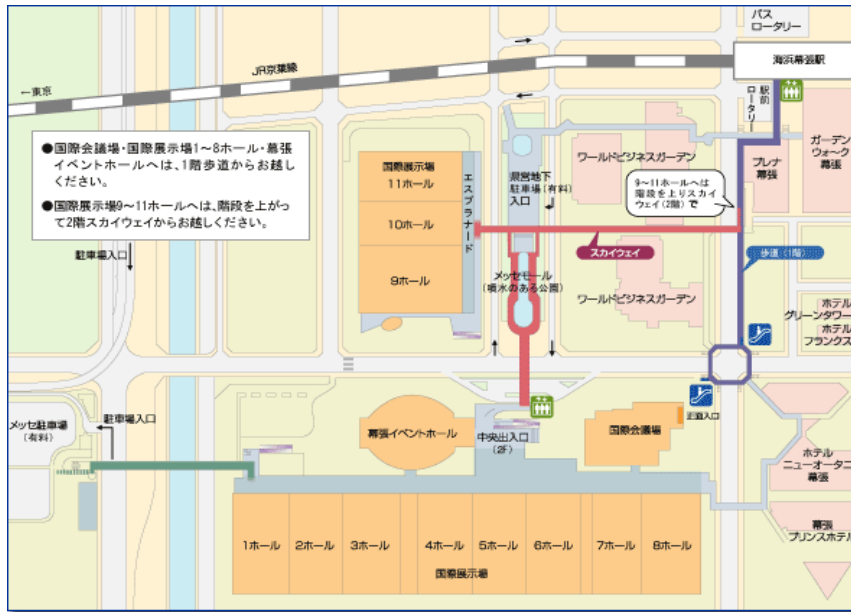 バス
ロータリー
海浜幕張駅
JR京葉線
←東京
駅前
ロータリー
●国際会議場・国際展示場1～8ホール・幕張
イベントホールへは、1階歩道からお越し
ください。
●国際展示場9～11ホールへは、階段を上がっ
て2階スカイウェイからお越しください。
国際展示場
11ホール
10ホール
9ホール
エスプラナード
県営地下
駐車場(有料)
入口
ワールドビジネスガーデン
プレナ
幕張
ガーデン
ウォーク
幕張
9～11ホールへは
階段を上りスカイ
ウェイ(2階)で
スカイウェイ
歩道(1階)
駐車場入口
メッセモール
(噴水のある公園)
ワールドビジネスガーデン
ホテル
グリーンタワー
ホテル
フランクス
メッセ駐車場
(有料)
駐車場入口
幕張イベントホール
中央出入口
(2F)
国際会議場
正面入口
ホテル
ニューオータニ
幕張
幕張
プリンスホテル
1ホール
2ホール
3ホール
4ホール
5ホール
6ホール
7ホール
8ホール
国際展示場